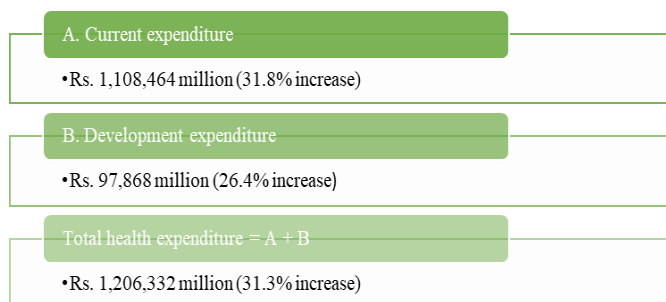 A. Current expenditure
•Rs. 1,108,464 million (31.8% increase)
B. Development expenditure
•Rs. 97,868 million (26.4% increase)
Total health expenditure = A + B
•Rs. 1,206,332 million (31.3% increase)